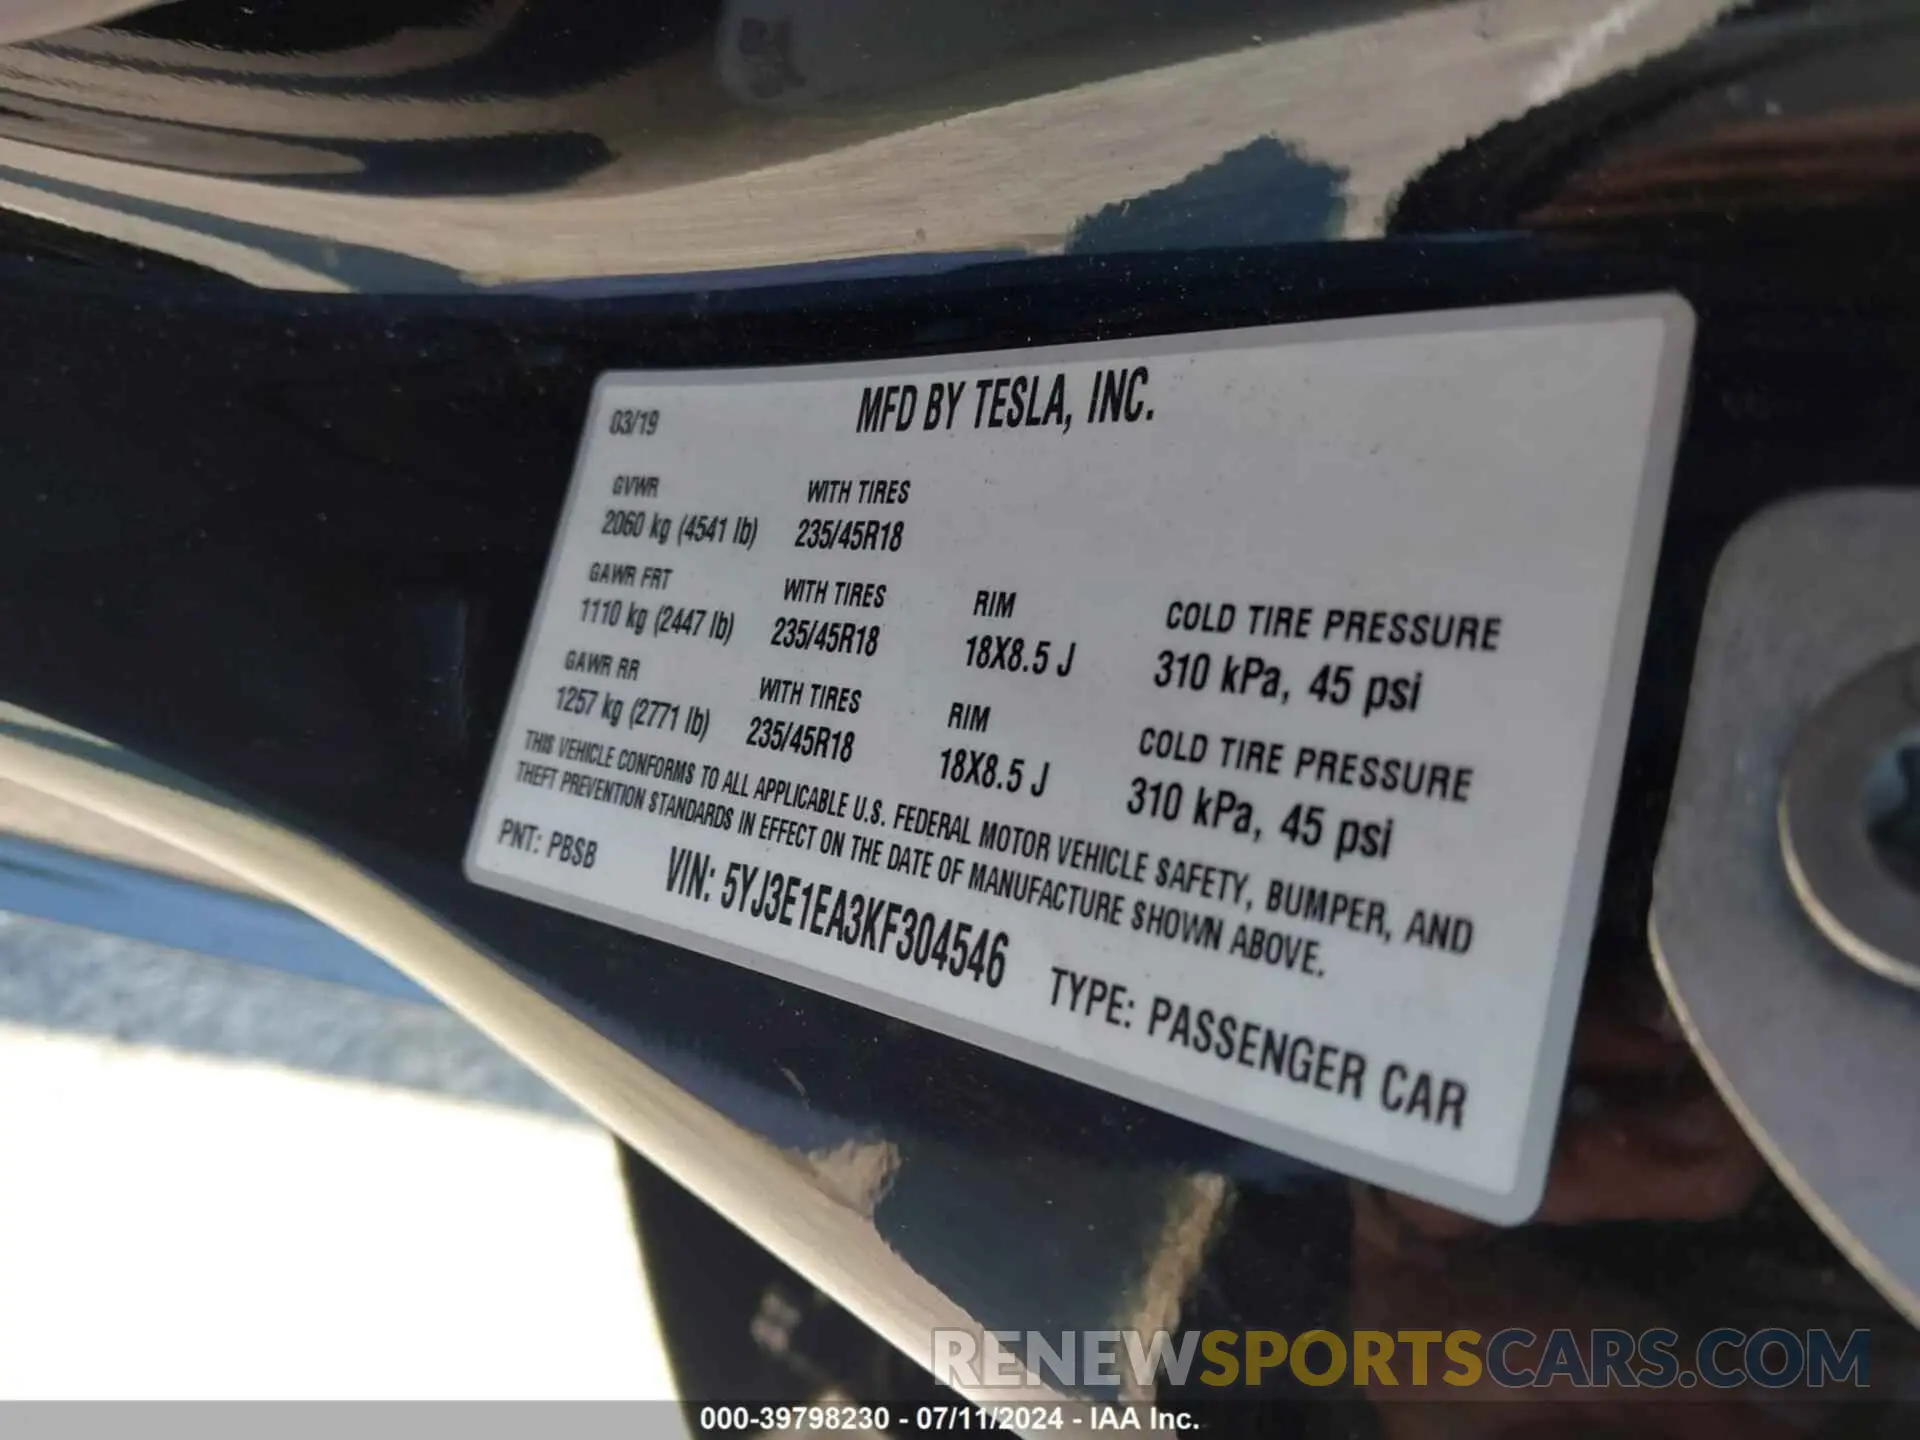 03/19 MFD BY TESLA, INC.
GVWR WITH TIRES
2060 kg (4541 lb) 235/45R18
GAWR FRT WITH TIRES RIM COLD TIRE PRESSURE
1110 kg (2447 lb) 235/45R18 18X8.5 J 310 kPa, 45 psi
GAWR RR WITH TIRES RIM COLD TIRE PRESSURE
1257 kg (2771 lb) 235/45R18 18X8.5 J 310 kPa, 45 psi
THIS VEHICLE CONFORMS TO ALL APPLICABLE U.S. FEDERAL MOTOR VEHICLE SAFETY, BUMPER, AND
THEFT PREVENTION STANDARDS IN EFFECT ON THE DATE OF MANUFACTURE SHOWN ABOVE.
PNT: PBSB VIN: 5YJ3E1EA3KF304546 TYPE: PASSENGER CAR
RENEWSPORTSCARS.COM
000-39798230 - 07/11/2024 - IAA Inc.